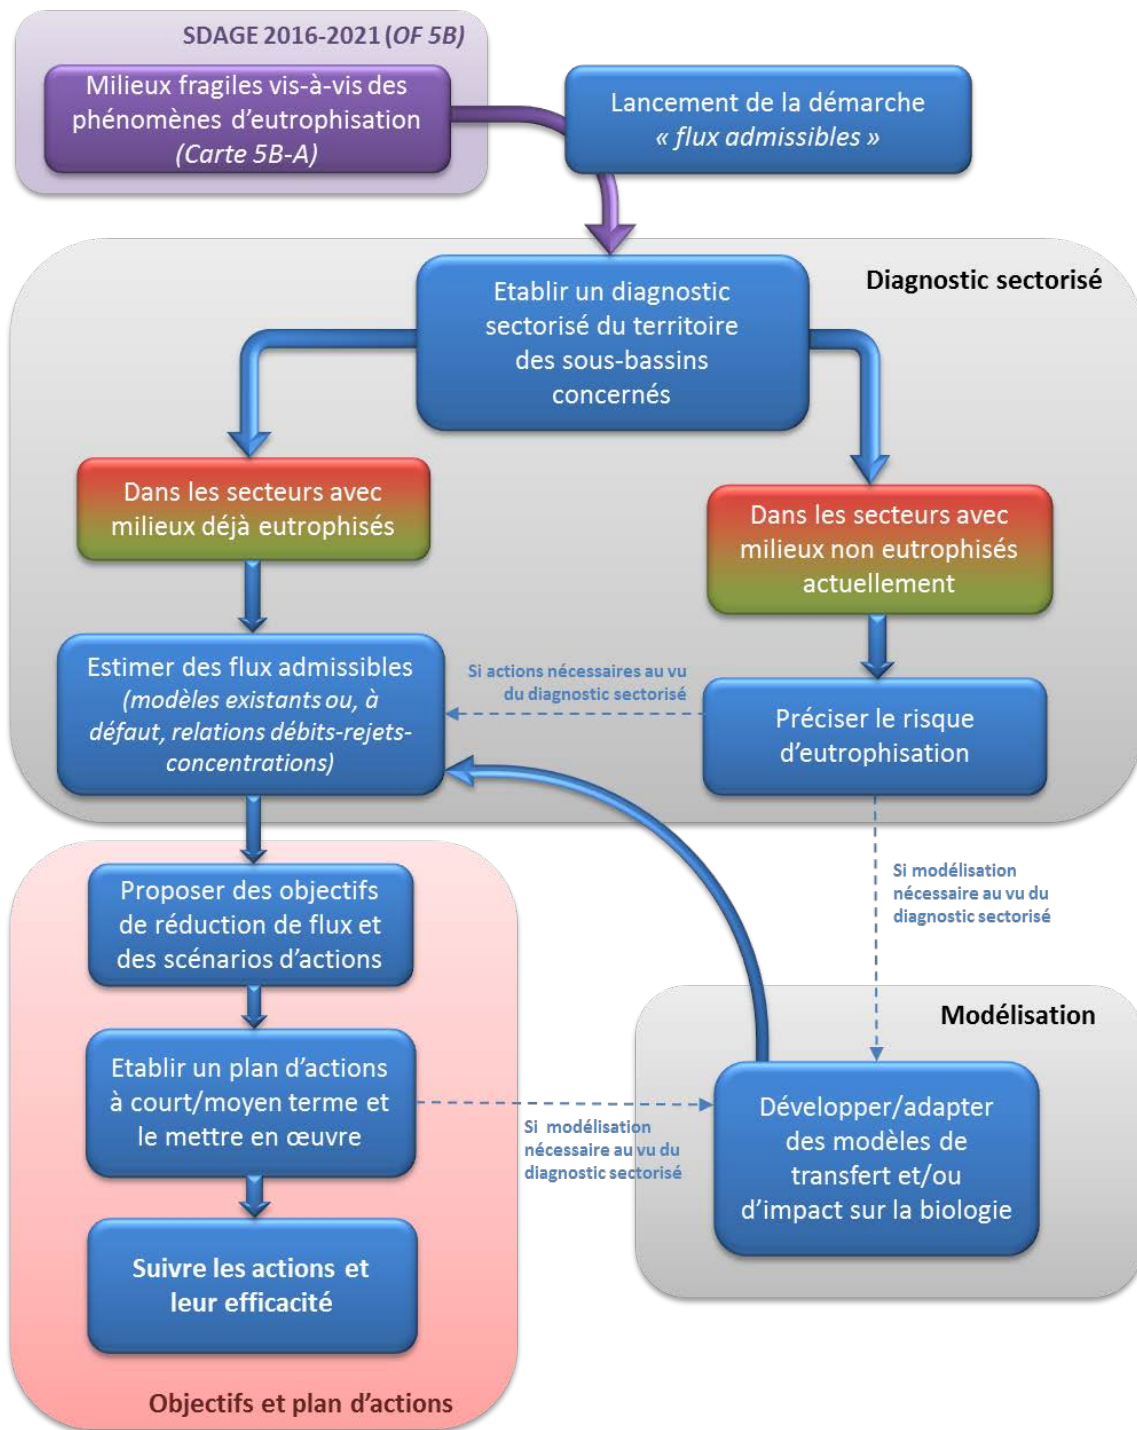 SDAGE 2016-2021 (OF 5B)
Milieux fragiles vis-à-vis des
phénomènes d'eutrophisation
(Carte 5B-A)
Lancement de la démarche
« flux admissibles »
Diagnostic sectorisé
Etablir un diagnostic
sectorisé du territoire
des sous-bassins
concernés
Dans les secteurs avec
milieux déjà eutrophisés
Dans les secteurs avec
milieux non eutrophisés
actuellement
Estimer des flux admissibles
(modèles existants ou, à
défaut, relations débits-rejets-
concentrations)
Si actions nécessaires au vu
du diagnostic sectorisé
Préciser le risque
d'eutrophisation
Si modélisation
nécessaire au vu du
diagnostic sectorisé
Proposer des objectifs
de réduction de flux et
des scénarios d'actions
Etablir un plan d'actions
à court/moyen terme et
le mettre en œuvre
Si modélisation
nécessaire au vu du
diagnostic sectorisé
Modélisation
Développer/adapter
des modèles de
transfert et/ou
d'impact sur la biologie
Suivre les actions et
leur efficacité
Objectifs et plan d'actions